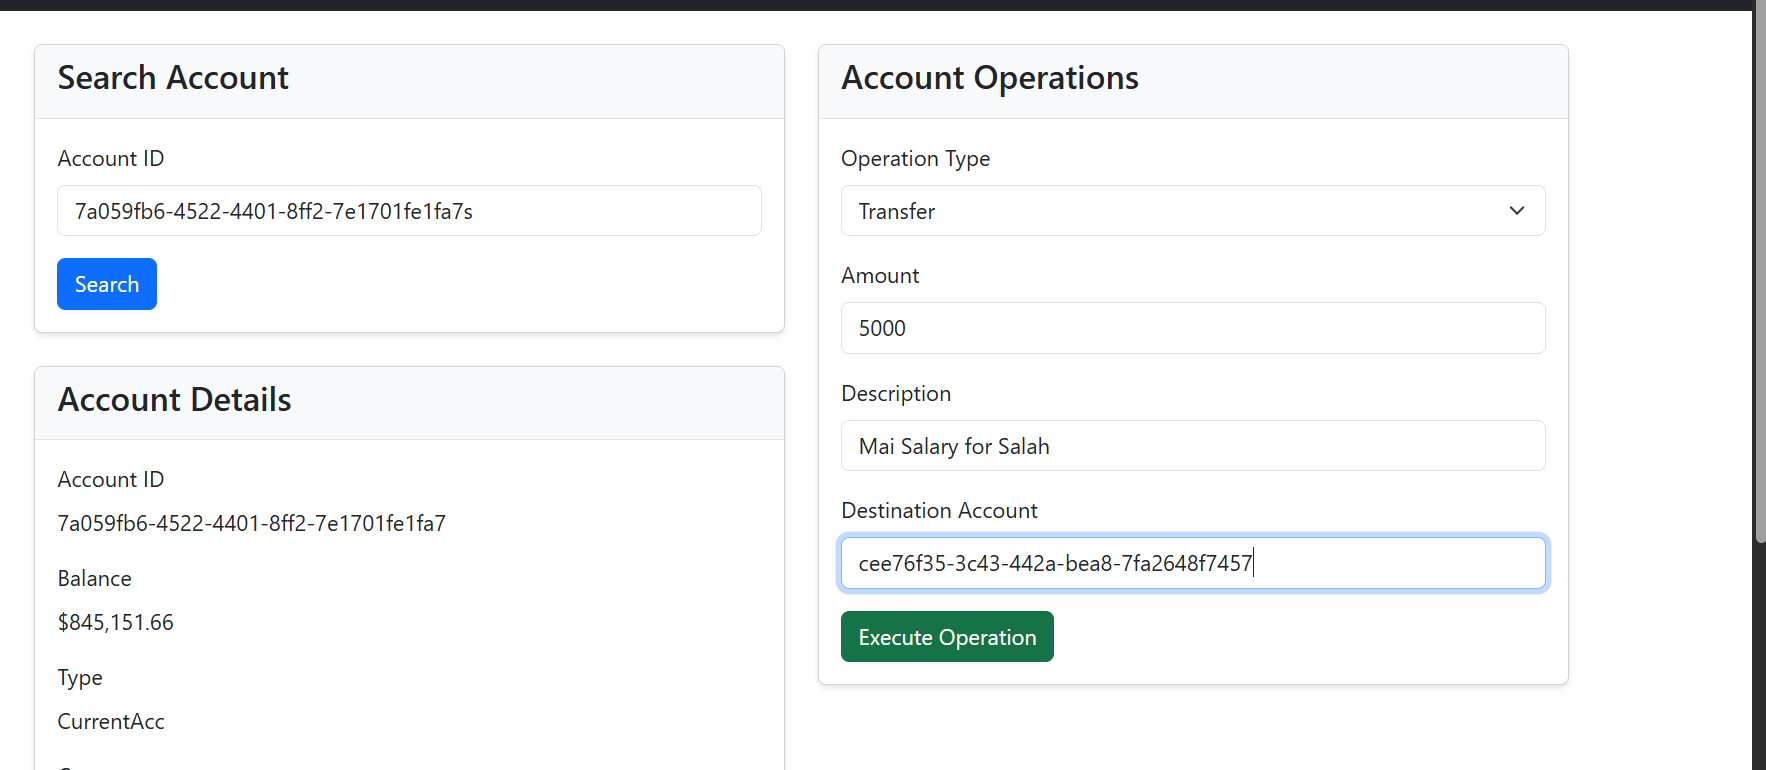 Search Account
Account ID
7a059fb6-4522-4401-8ff2-7e1701fe1fa7s
Search
Account Details
Account ID
7a059fb6-4522-4401-8ff2-7e1701fe1fa7
Balance
$845,151.66
Type
CurrentAcc
Account Operations
Operation Type
Transfer
Amount
5000
Description
Mai Salary for Salah
Destination Account
cee76f35-3c43-442a-bea8-7fa2648f7457
Execute Operation